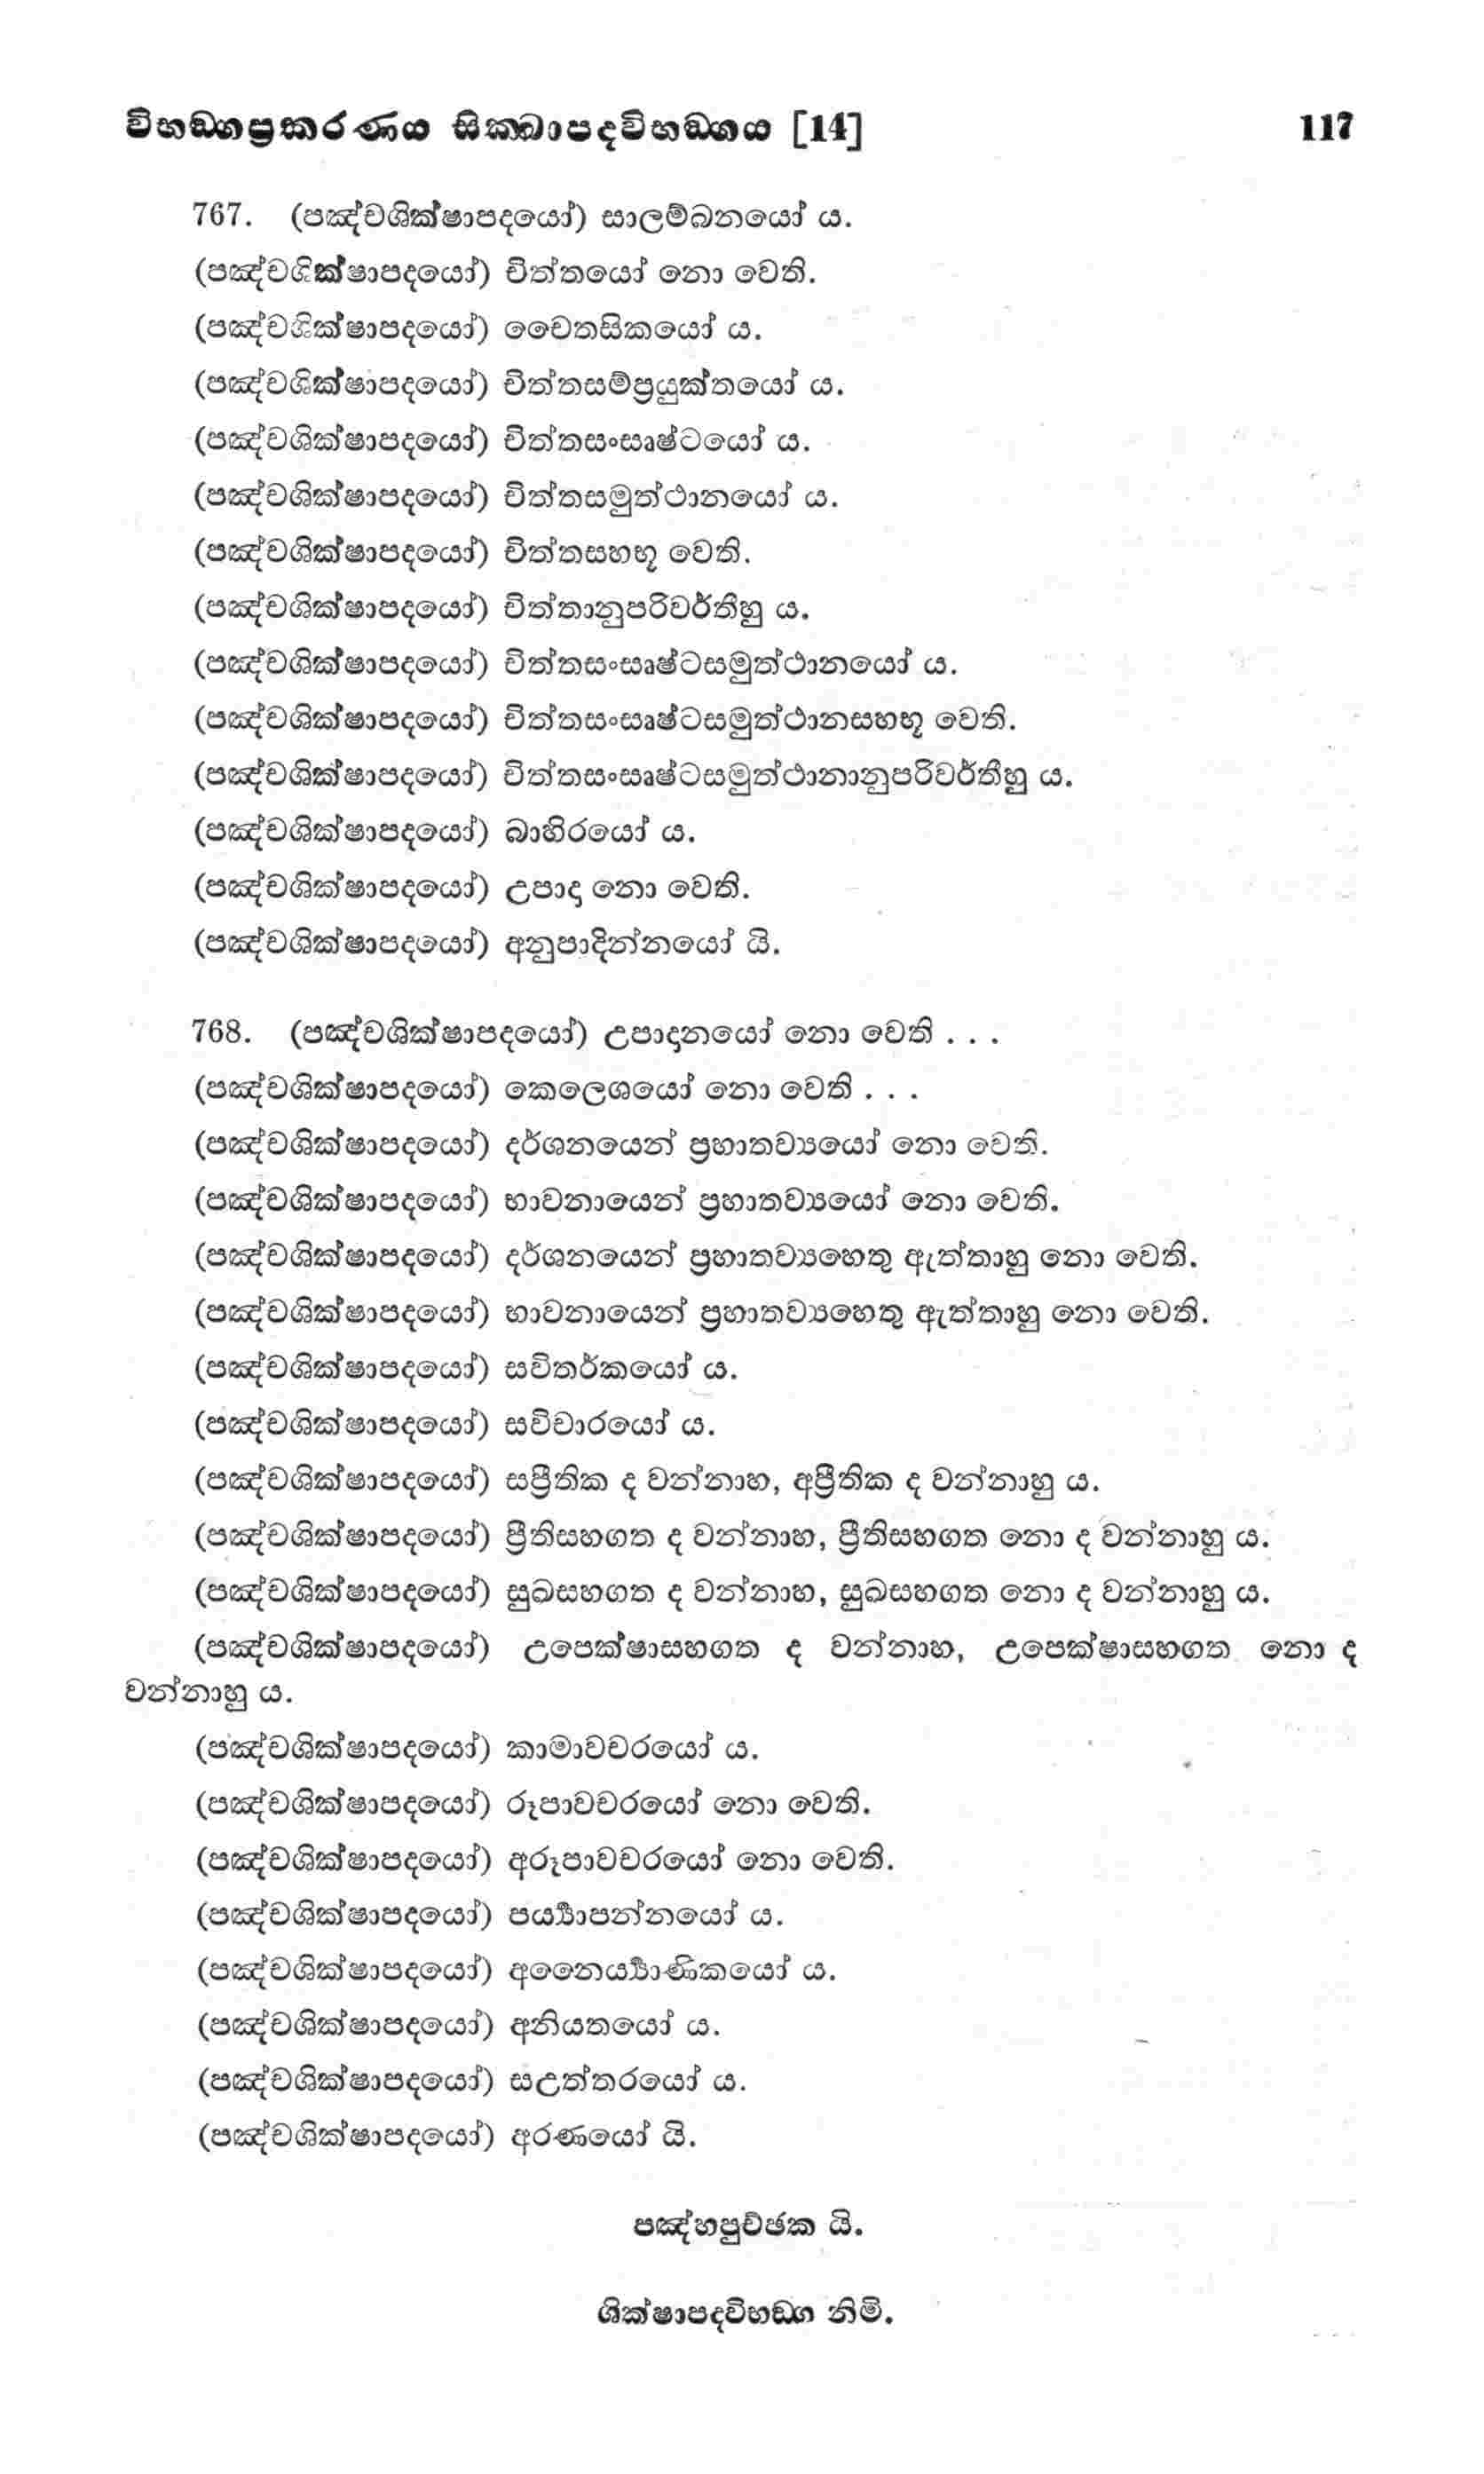 විභඞ්ගප්‍රකරණය සික්ඛාපදවිභඞ්ගය [14] 117
767. (පඤ්චශික්ෂාපදයෝ) සාලම්බනයෝ ය.
(පඤ්චශික්ෂාපදයෝ) චිත්තයෝ නො වෙති.
(පඤ්චශික්ෂාපදයෝ) චෛතසිකයෝ ය.
(පඤ්චශික්ෂාපදයෝ) චිත්තසම්ප්‍රයුක්තයෝ ය.
(පඤ්චශික්ෂාපදයෝ) චිත්තසංසෘෂ්ටයෝ ය.
(පඤ්චශික්ෂාපදයෝ) චිත්තසමුත්ථානයෝ ය.
(පඤ්චශික්ෂාපදයෝ) චිත්තසහභූ වෙති.
(පඤ්චශික්ෂාපදයෝ) චිත්තානුපරිවර්තීහු ය.
(පඤ්චශික්ෂාපදයෝ) චිත්තසංසෘෂ්ටසමුත්ථානයෝ ය.
(පඤ්චශික්ෂාපදයෝ) චිත්තසංසෘෂ්ටසමුත්ථානසහභූ වෙති.
(පඤ්චශික්ෂාපදයෝ) චිත්තසංසෘෂ්ටසමුත්ථානානුපරිවර්තීහු ය.
(පඤ්චශික්ෂාපදයෝ) බාහිරයෝ ය.
(පඤ්චශික්ෂාපදයෝ) උපාදා නො වෙති.
(පඤ්චශික්ෂාපදයෝ) අනුපාදින්නයෝ යි.
768. (පඤ්චශික්ෂාපදයෝ) උපාදානයෝ නො වෙති . . .
(පඤ්චශික්ෂාපදයෝ) කෙලෙශයෝ නො වෙති . . .
(පඤ්චශික්ෂාපදයෝ) දර්ශනයෙන් ප්‍රහාතව්‍යයෝ නො වෙති.
(පඤ්චශික්ෂාපදයෝ) භාවනායෙන් ප්‍රහාතව්‍යයෝ නො වෙති.
(පඤ්චශික්ෂාපදයෝ) දර්ශනයෙන් ප්‍රහාතව්‍යහෙතු ඇත්තාහු නො වෙති.
(පඤ්චශික්ෂාපදයෝ) භාවනායෙන් ප්‍රහාතව්‍යහෙතු ඇත්තාහු නො වෙති.
(පඤ්චශික්ෂාපදයෝ) සවිතර්කයෝ ය.
(පඤ්චශික්ෂාපදයෝ) සවිචාරයෝ ය.
(පඤ්චශික්ෂාපදයෝ) සප්‍රීතික ද වන්නාහ, අප්‍රීතික ද වන්නාහු ය.
(පඤ්චශික්ෂාපදයෝ) ප්‍රීතිසහගත ද වන්නාහ, ප්‍රීතිසහගත නො ද වන්නාහු ය.
(පඤ්චශික්ෂාපදයෝ) සුඛසහගත ද වන්නාහ, සුඛසහගත නො ද වන්නාහු ය.
(පඤ්චශික්ෂාපදයෝ) උපෙක්ෂාසහගත ද වන්නාහ, උපෙක්ෂාසහගත නො ද
වන්නාහු ය.
(පඤ්චශික්ෂාපදයෝ) කාමාවචරයෝ ය.
(පඤ්චශික්ෂාපදයෝ) රූපාවචරයෝ නො වෙති.
(පඤ්චශික්ෂාපදයෝ) අරූපාවචරයෝ නො වෙති.
(පඤ්චශික්ෂාපදයෝ) පර්‍ය්‍යාපන්නයෝ ය.
(පඤ්චශික්ෂාපදයෝ) අනෛර්‍ය්‍යාණිකයෝ ය.
(පඤ්චශික්ෂාපදයෝ) අනියතයෝ ය.
(පඤ්චශික්ෂාපදයෝ) සඋත්තරයෝ ය.
(පඤ්චශික්ෂාපදයෝ) අරණයෝ යි.
පඤ්හපුච්ඡක යි.
ශික්ෂාපදවිභඞ්ග නිමි.